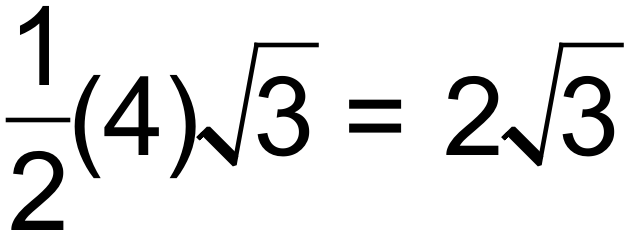 1/2(4)√3 = 2√3